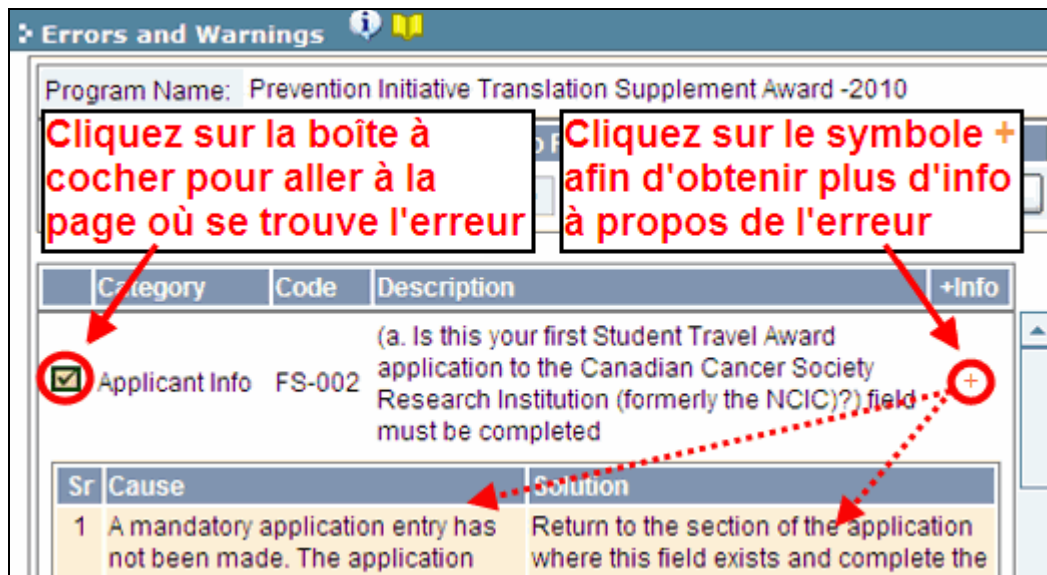 Errors and Warnings
Program Name: Prevention Initiative Translation Supplement Award -2010
Cliquez sur la boîte à
cocher pour aller à la
page où se trouve l'erreur
Cliquez sur le symbole +
afin d'obtenir plus d'info
à propos de l'erreur
Category Code Description +Info
(a. Is this your first Student Travel Award
application to the Canadian Cancer Society
Research Institution (formerly the NCIC)?) field
must be completed
Applicant Info FS-002 +
Sr Cause Solution
1 A mandatory application entry has
not been made. The application
Return to the section of the application
where this field exists and complete the